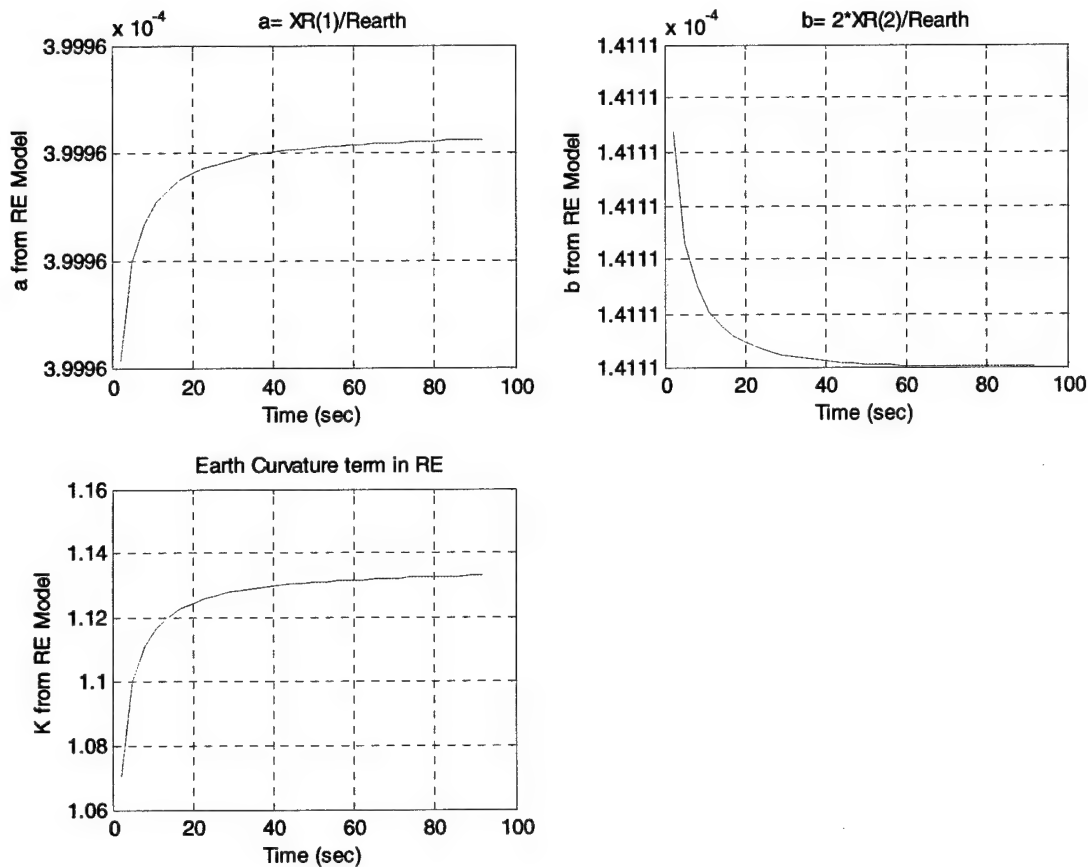 x 10-4
a= XR(1)/Rearth
3.9996
3.9996
3.9996
3.9996
a from RE Model
0 20 40 60 80 100
Time (sec)
x 10-4
b= 2*XR(2)/Rearth
1.4111
1.4111
1.4111
1.4111
1.4111
1.4111
1.4111
b from RE Model
0 20 40 60 80 100
Time (sec)
Earth Curvature term in RE
1.16
1.14
1.12
1.1
1.08
1.06
K from RE Model
0 20 40 60 80 100
Time (sec)